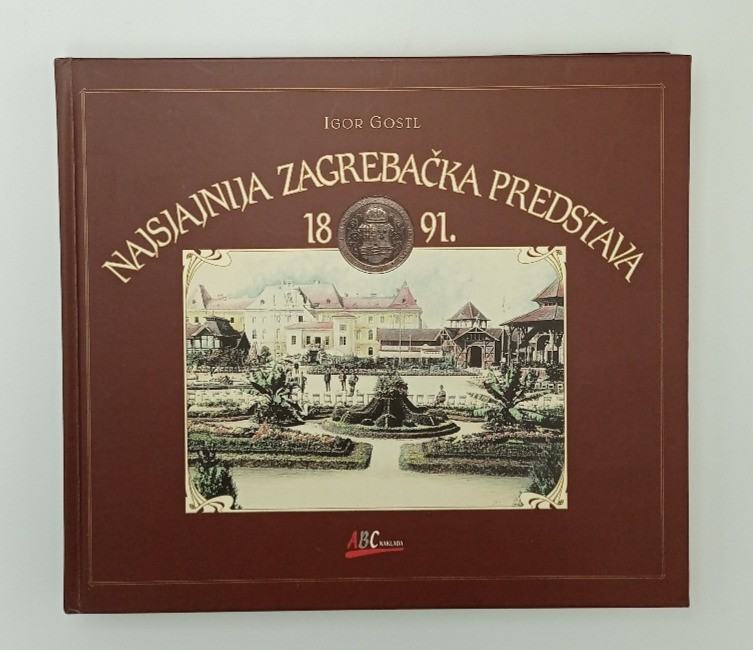 IGOR GOSTL
NAJSJAJNIJA ZAGREBAČKA PREDSTAVA
18 91.
ABC NAKLADA